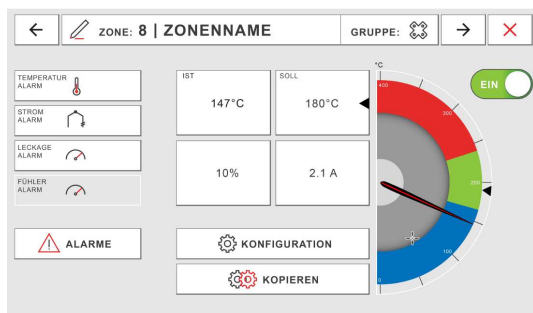 ZONE: 8 | ZONENNAME
GRUPPE:
TEMPERATUR
ALARM
STROM
ALARM
LECKAGE
ALARM
FÜHLER
ALARM
ALARME
IST
147°C
SOLL
180°C
10%
2.1 A
KONFIGURATION
KOPIEREN
°C
400
300
200
100
0
EIN